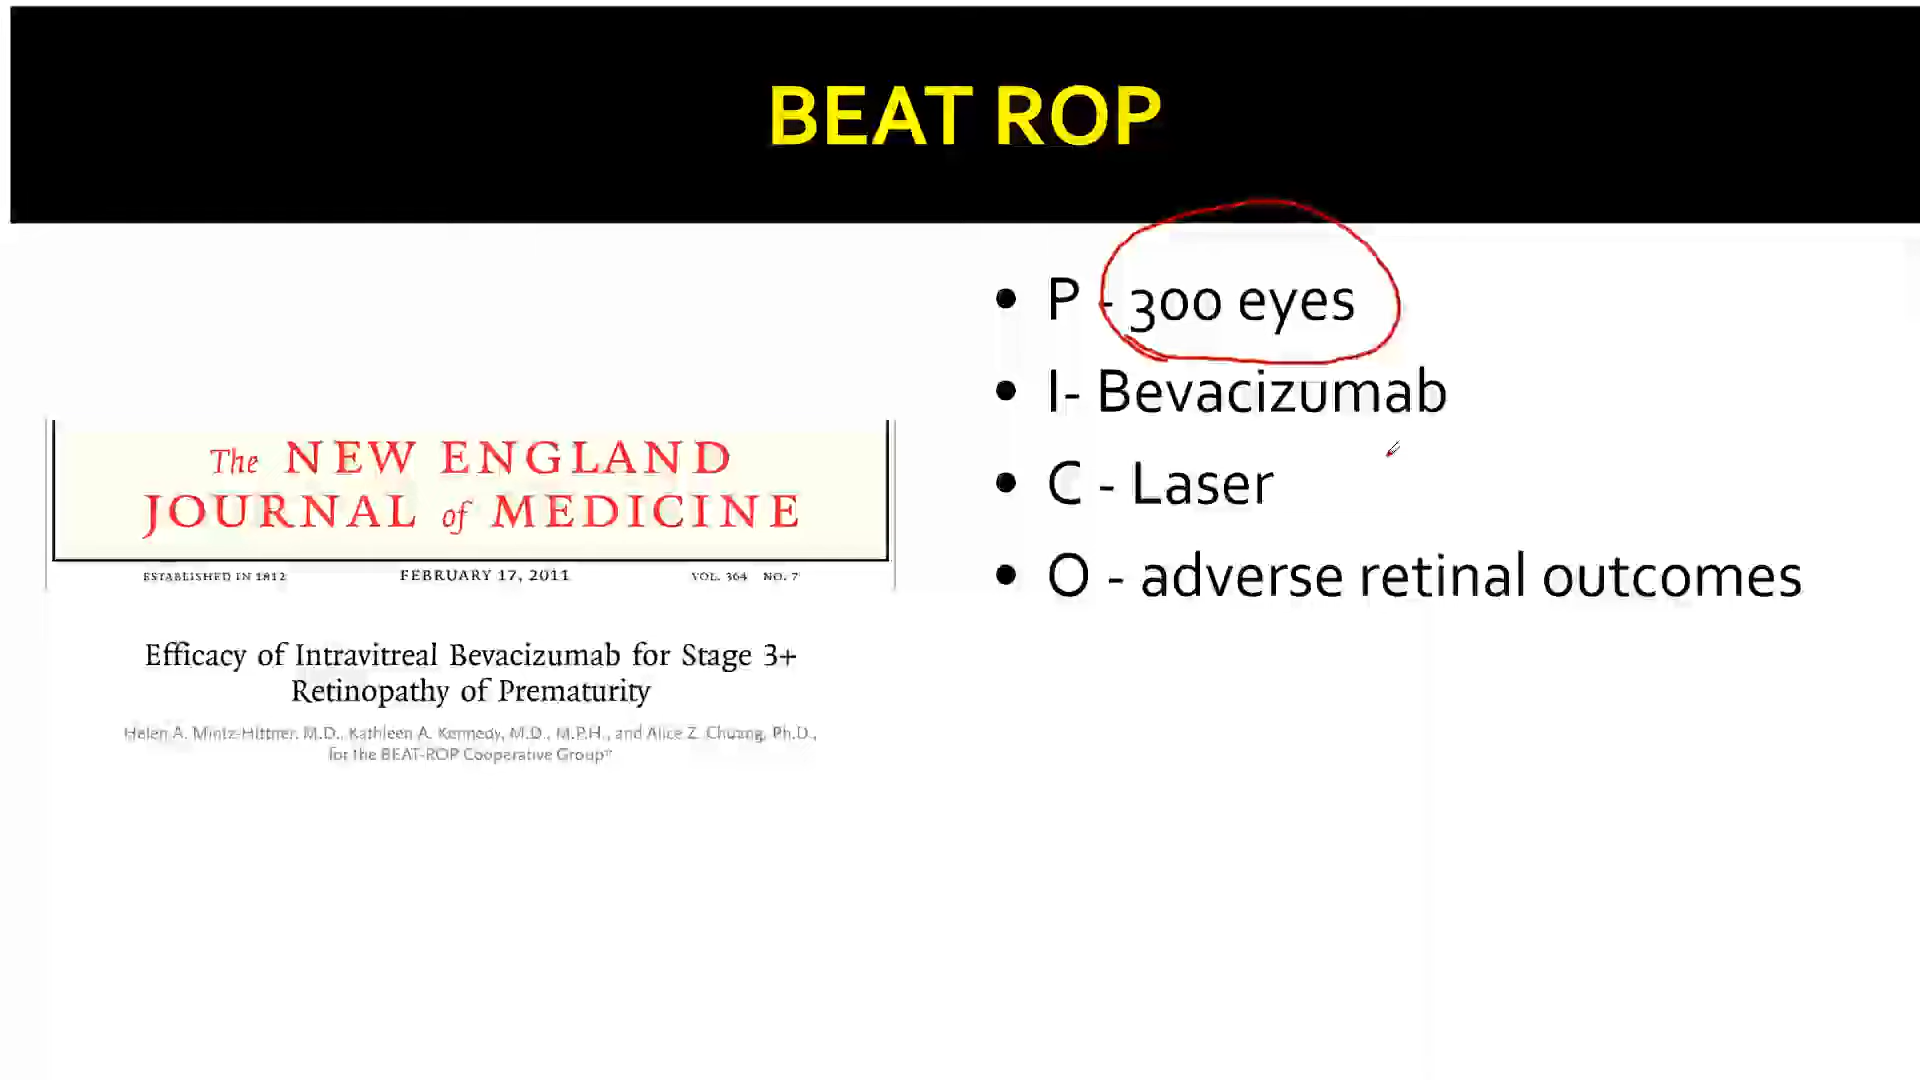 BEAT ROP
The NEW ENGLAND
JOURNAL of MEDICINE
ESTABLISHED IN 1812 FEBRUARY 17, 2011 VOL. 364 NO. 7
Efficacy of Intravitreal Bevacizumab for Stage 3+
Retinopathy of Prematurity
Helen A. Mintz-Hittner, M.D., Kathleen A. Kennedy, M.D., M.P.H., and Alice Z. Chuang, Ph.D.,
for the BEAT-ROP Cooperative Group*
• P - 300 eyes
• I- Bevacizumab
• C - Laser
• O - adverse retinal outcomes